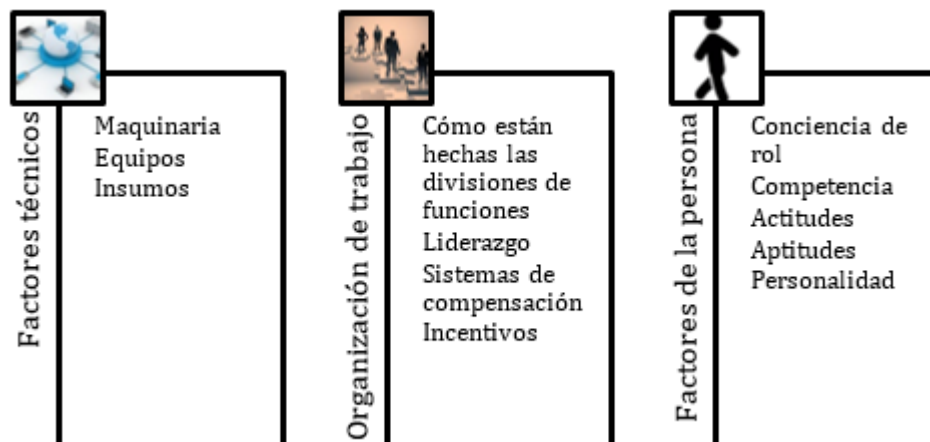 Factores técnicos
Maquinaria
Equipos
Insumos
Organización de trabajo
Cómo están
hechas las
divisiones de
funciones
Liderazgo
Sistemas de
compensación
Incentivos
Factores de la persona
Conciencia de
rol
Competencia
Actitudes
Aptitudes
Personalidad